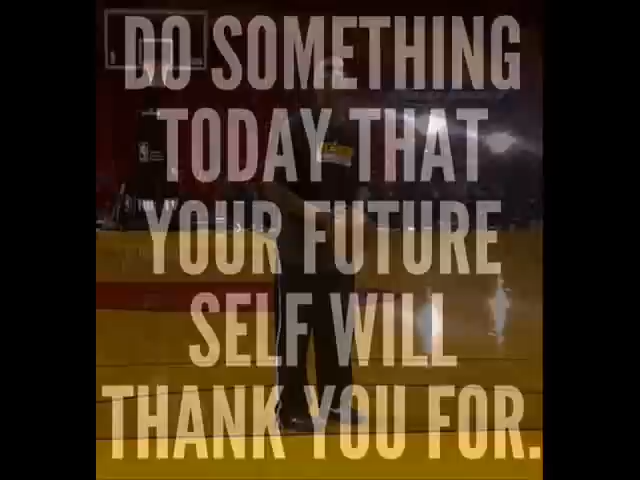 DO SOMETHING
TODAY THAT
YOUR FUTURE
SELF WILL
THANK YOU FOR.